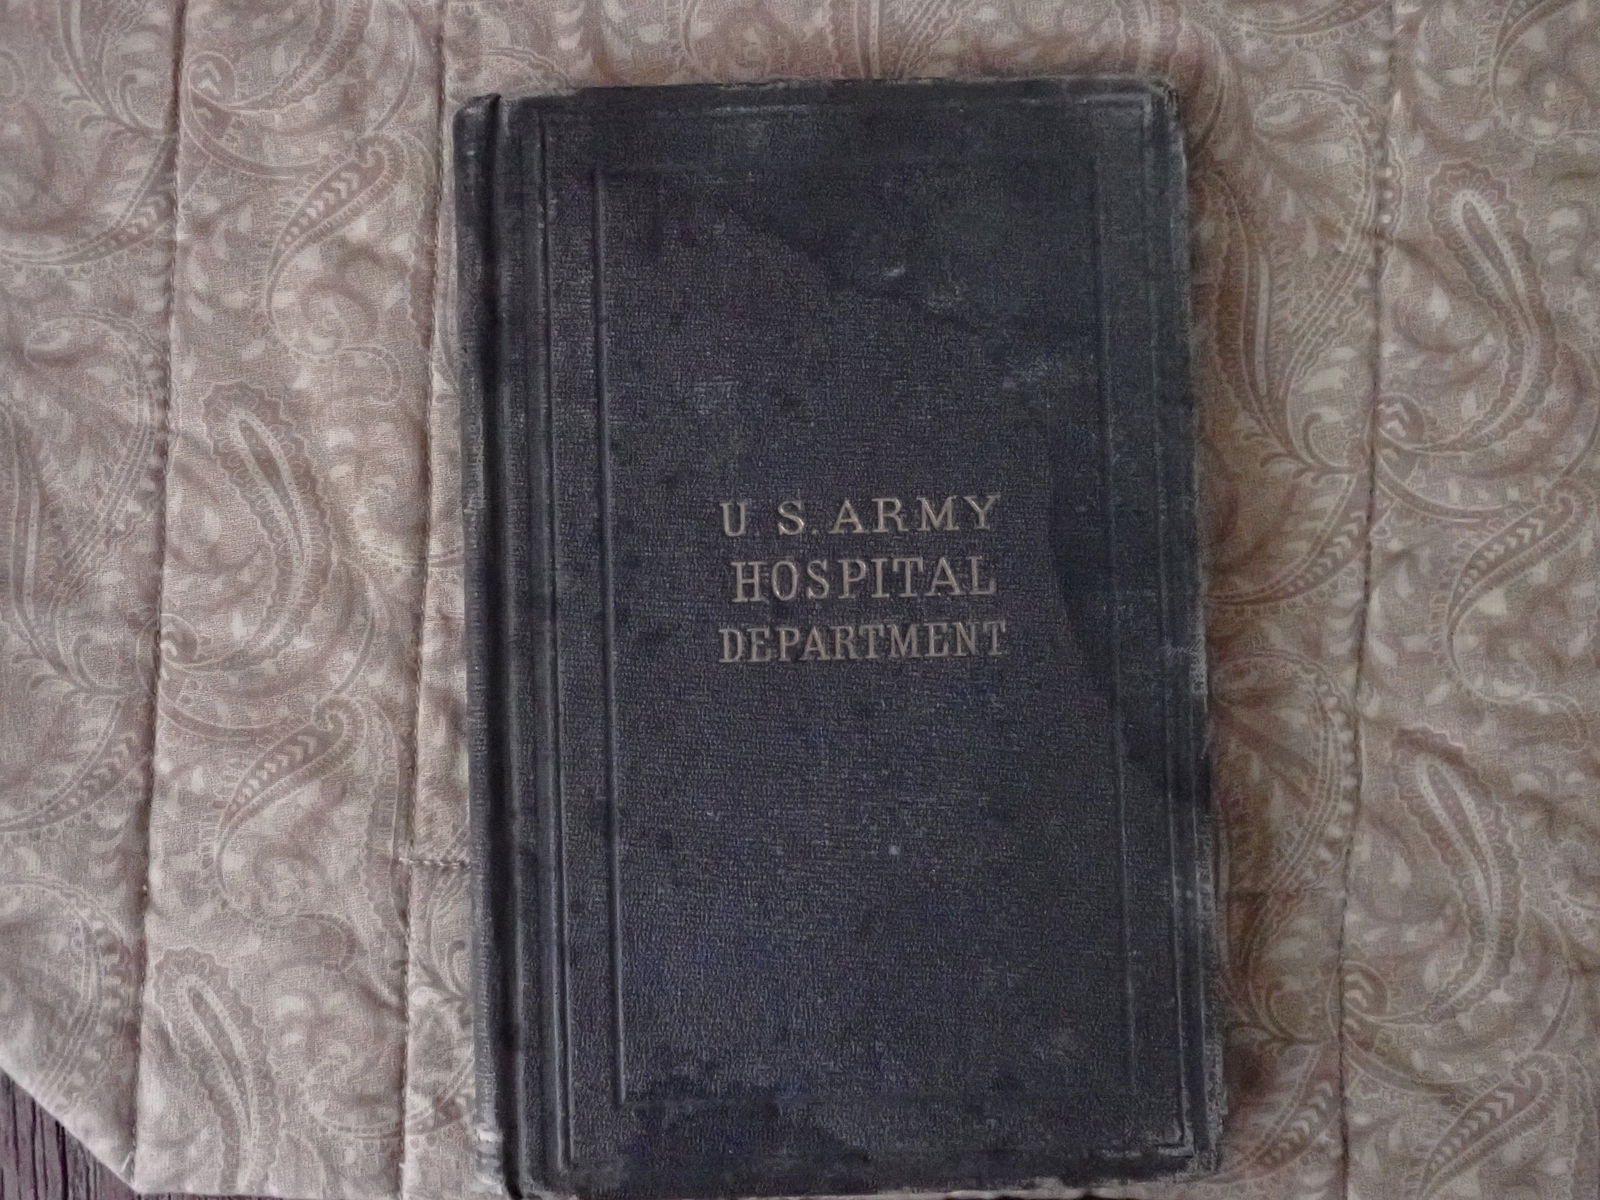 U. S. ARMY
HOSPITAL
DEPARTMENT